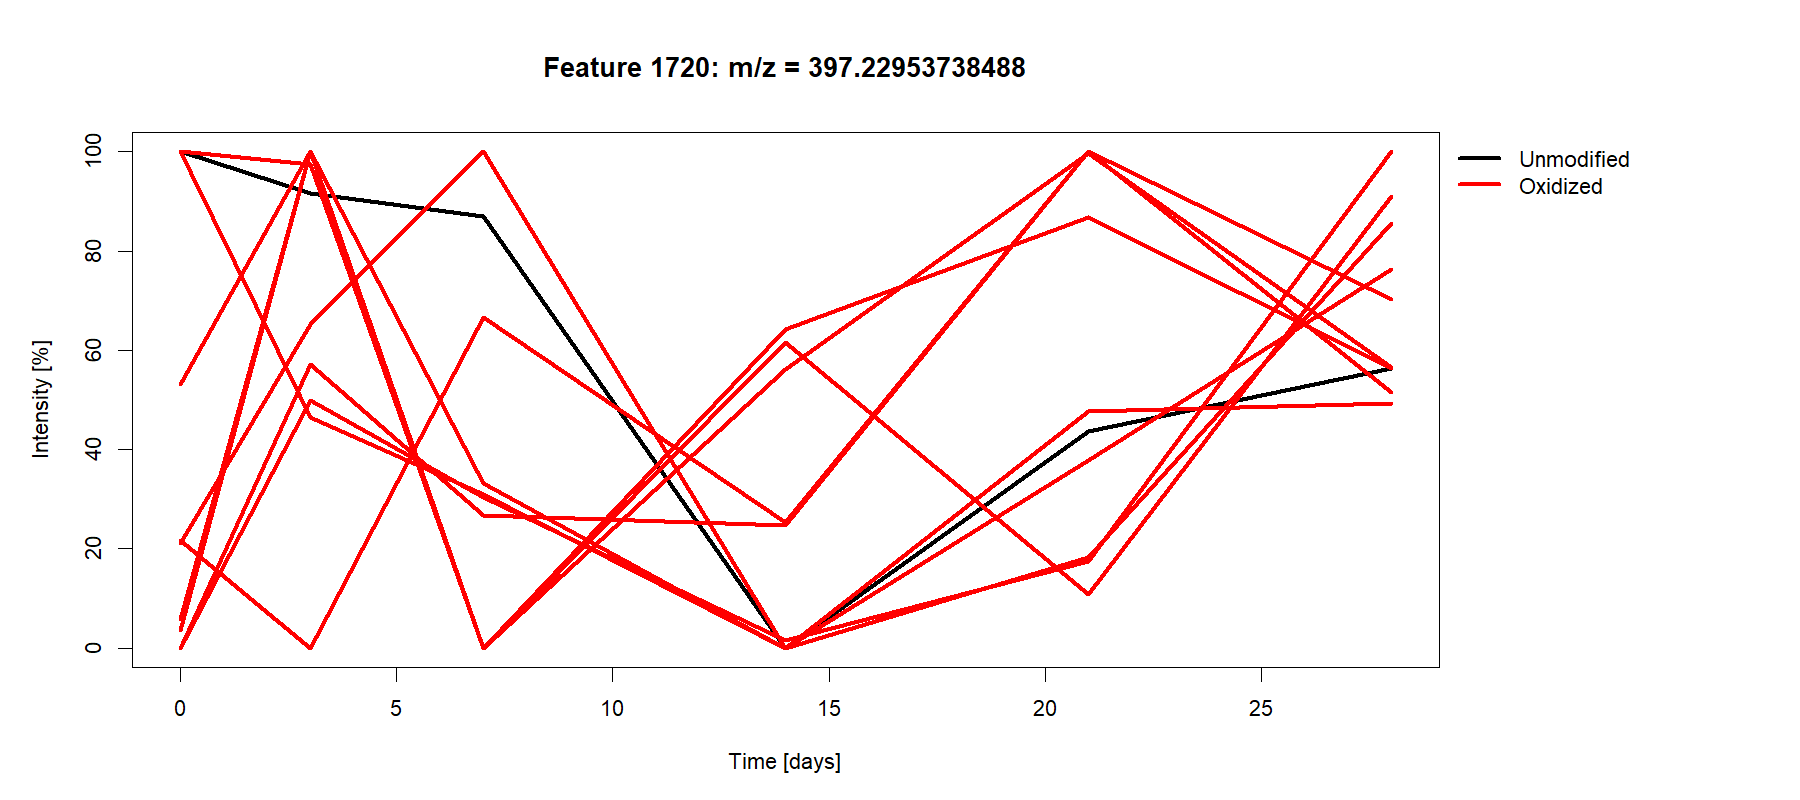 Feature 1720: m/z = 397.22953738488
Unmodified
Oxidized
Intensity [%]
100
80
60
40
20
0
0 5 10 15 20 25
Time [days]